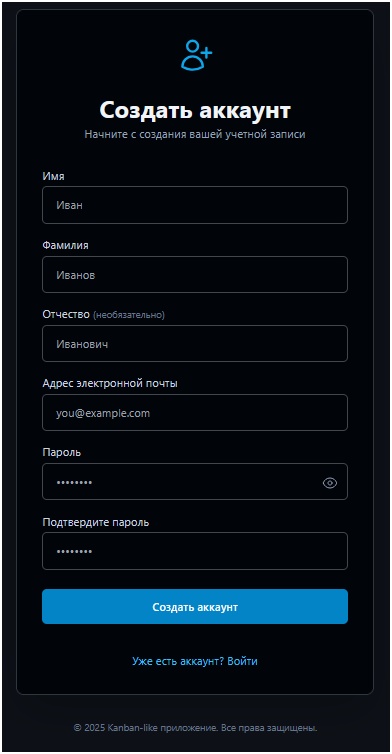 Создать аккаунт
Начните с создания вашей учетной записи
Имя
Иван
Фамилия
Иванов
Отчество (необязательно)
Иванович
Адрес электронной почты
you@example.com
Пароль
••••••••
Подтвердите пароль
••••••••
Создать аккаунт
Уже есть аккаунт? Войти
© 2025 Kanban-like приложение. Все права защищены.